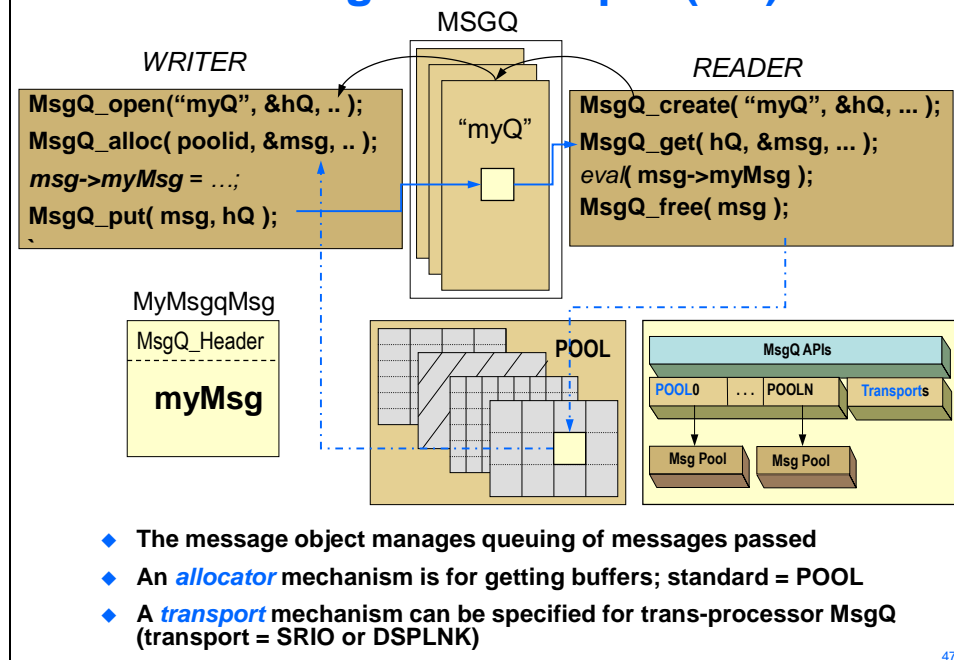 MSGQ
WRITER
READER
MsgQ_open(“myQ”, &hQ, .. );
MsgQ_alloc( poolid, &msg, .. );
msg->myMsg = …;
MsgQ_put( msg, hQ );
`
“myQ”
MsgQ_create( “myQ”, &hQ, ... );
MsgQ_get( hQ, &msg, ... );
eval( msg->myMsg );
MsgQ_free( msg );
MyMsgqMsg
MsgQ_Header
myMsg
POOL
MsgQ APIs
POOL0 ... POOLN Transports
Msg Pool Msg Pool
The message object manages queuing of messages passed
An allocator mechanism is for getting buffers; standard = POOL
A transport mechanism can be specified for trans-processor MsgQ
(transport = SRIO or DSPLNK)
47